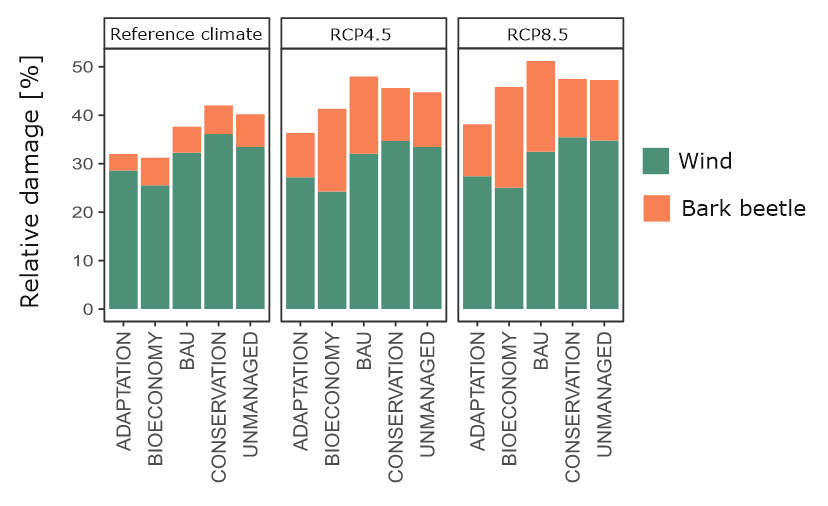 Reference climate
RCP4.5
RCP8.5
Relative damage [%]
50
40
30
20
10
0
ADAPTATION
BIOECONOMY
BAU
CONSERVATION
UNMANAGED
ADAPTATION
BIOECONOMY
BAU
CONSERVATION
UNMANAGED
ADAPTATION
BIOECONOMY
BAU
CONSERVATION
UNMANAGED
Wind
Bark beetle